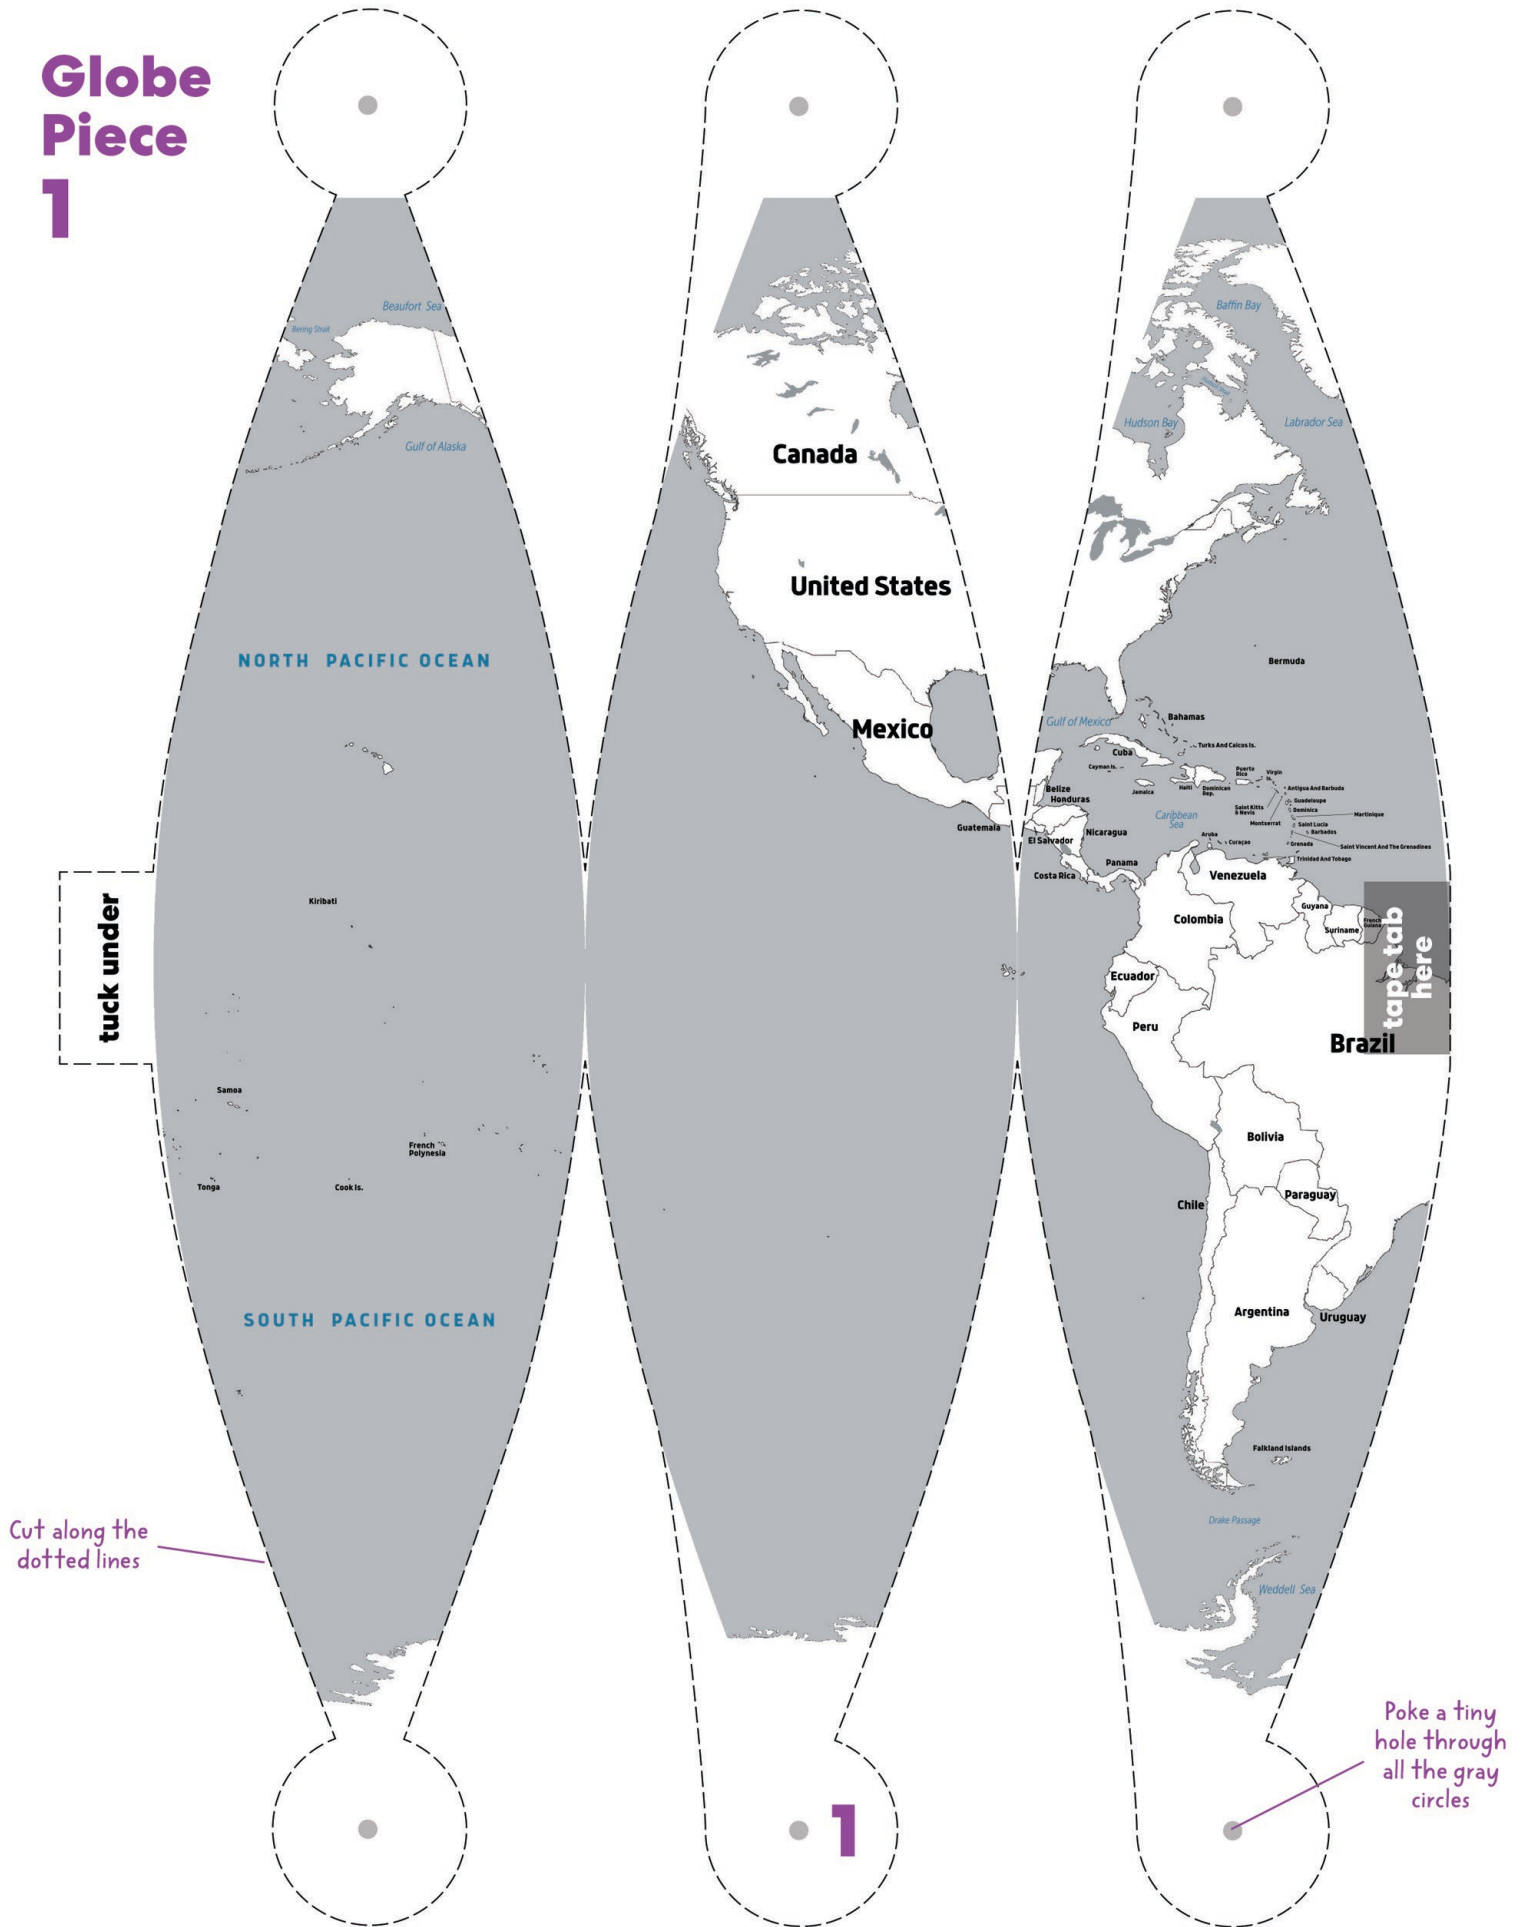 Globe
Piece
1
Beaufort Sea
Bering Strait
Gulf of Alaska
NORTH PACIFIC OCEAN
Kiribati
tuck under
Samoa
French
Polynesia
Tonga
Cook Is.
SOUTH PACIFIC OCEAN
Cut along the
dotted lines
Canada
United States
Mexico
Guatemala
1
Baffin Bay
Hudson Bay
Labrador Sea
Bermuda
Gulf of Mexico
Bahamas
Turks And Caicos Is.
Cuba
Cayman Is.
Jamaica
Haiti
Dominican
Rep.
Puerto
Rico
Virgin
Is.
Antigua And Barbuda
Guadeloupe
Saint Kitts
& Nevis
Dominica
Montserrat
Martinique
Saint Lucia
Barbados
Saint Vincent And The Grenadines
Grenada
Trinidad And Tobago
Belize
Honduras
Caribbean
Sea
Nicaragua
El Salvador
Aruba
Curaçao
Panama
Costa Rica
Venezuela
Guyana
Suriname
French
Guiana
Colombia
tape tab
here
Ecuador
Peru
Brazil
Bolivia
Paraguay
Chile
Argentina
Uruguay
Falkland Islands
Drake Passage
Weddell Sea
Poke a tiny
hole through
all the gray
circles